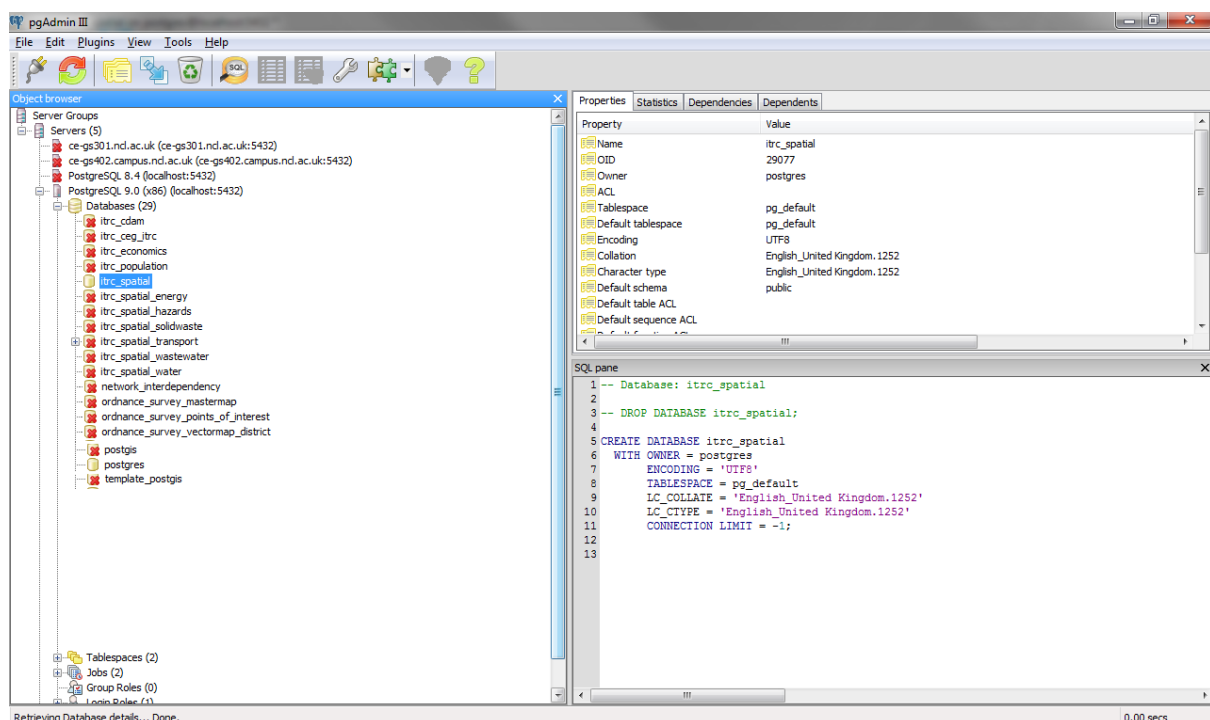 pgAdmin III
File Edit Plugins View Tools Help
SQL
Object browser
Server Groups
Servers (5)
ce-gs301.ncl.ac.uk (ce-gs301.ncl.ac.uk:5432)
ce-gs402.campus.ncl.ac.uk (ce-gs402.campus.ncl.ac.uk:5432)
PostgreSQL 8.4 (localhost:5432)
PostgreSQL 9.0 (x86) (localhost:5432)
Databases (29)
itrc_cdam
itrc_ceg_itrc
itrc_economics
itrc_population
itrc_spatial
itrc_spatial_energy
itrc_spatial_hazards
itrc_spatial_solidwaste
itrc_spatial_transport
itrc_spatial_wastewater
itrc_spatial_water
network_interdependency
ordnance_survey_mastermap
ordnance_survey_points_of_interest
ordnance_survey_vectormap_district
postgis
postgres
template_postgis
Tablespaces (2)
Jobs (2)
Group Roles (0)
Login Roles (1)
Properties Statistics Dependencies Dependents
Property Value
Name itrc_spatial
OID 29077
Owner postgres
ACL
Tablespace pg_default
Default tablespace pg_default
Encoding UTF8
Collation English_United Kingdom.1252
Character type English_United Kingdom.1252
Default schema public
Default table ACL
Default sequence ACL
SQL pane
1 -- Database: itrc_spatial
2
3 -- DROP DATABASE itrc_spatial;
4
5 CREATE DATABASE itrc_spatial
6 WITH OWNER = postgres
7 ENCODING = 'UTF8'
8 TABLESPACE = pg_default
9 LC_COLLATE = 'English_United Kingdom.1252'
10 LC_CTYPE = 'English_United Kingdom.1252'
11 CONNECTION LIMIT = -1;
12
13
Retrieving Database details... Done. 0.00 secs